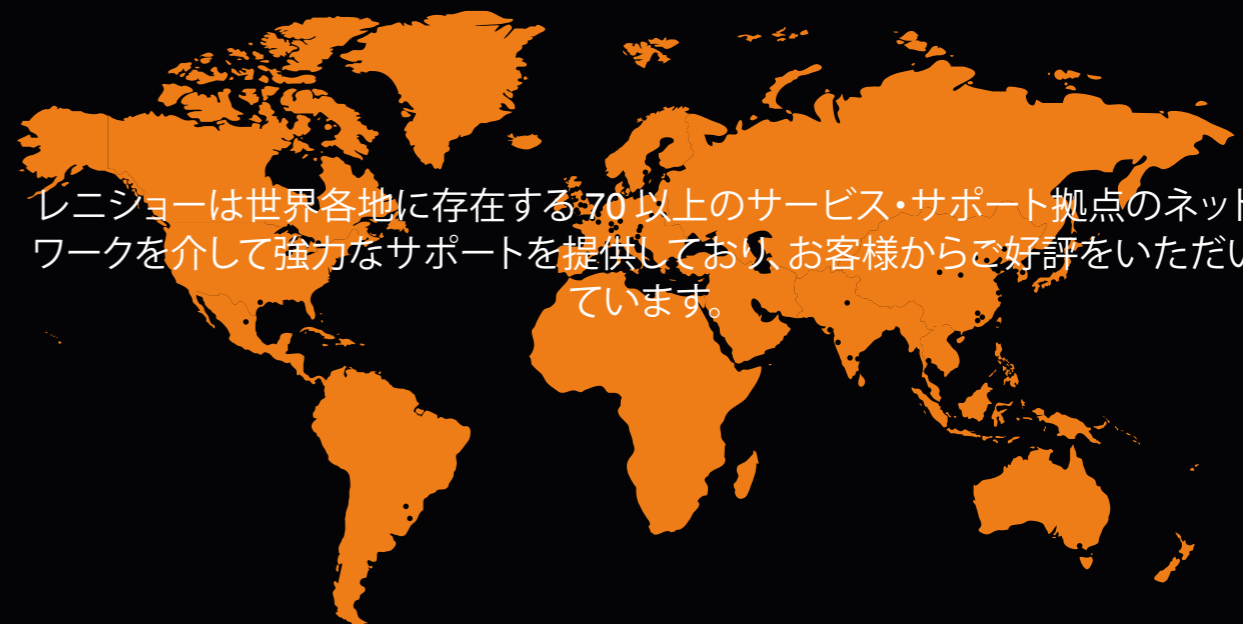 レニショーは世界各地に存在する 70 以上のサービス・サポート拠点のネット
ワークを介して強力なサポートを提供しており、お客様からご好評をいただい
ています。